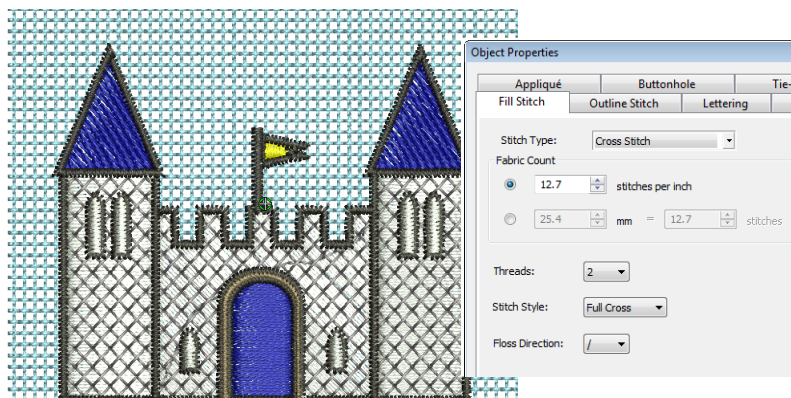 Object Properties
Appliqué Buttonhole Tie-
Fill Stitch Outline Stitch Lettering
Stitch Type: Cross Stitch
Fabric Count
12.7 stitches per inch
25.4 mm = 12.7 stitches
Threads: 2
Stitch Style: Full Cross
Floss Direction: /